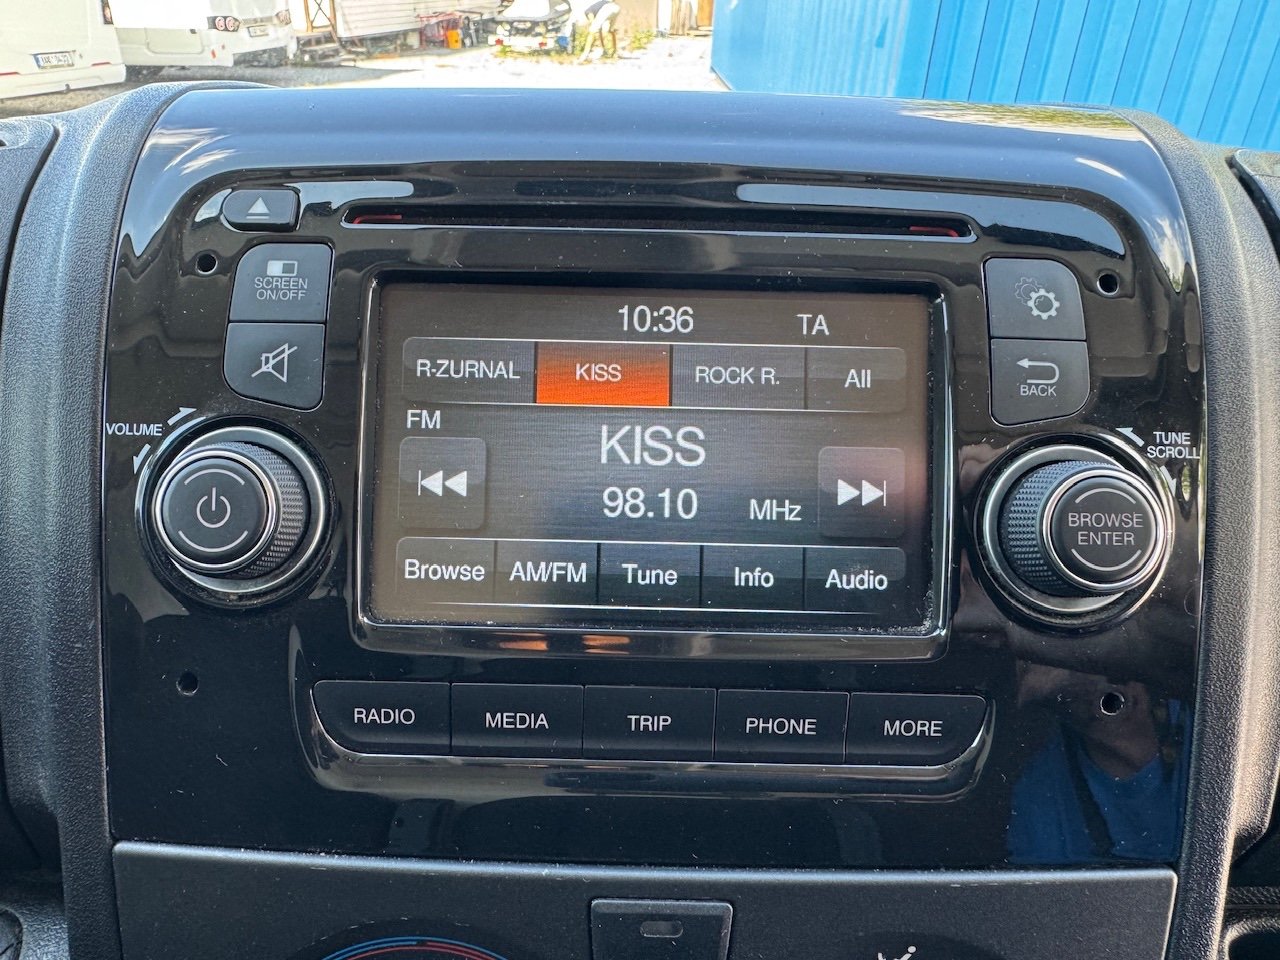 SCREEN
ON/OFF
VOLUME
10:36 TA
R-ZURNAL KISS ROCK R. All
FM
KISS
98.10 MHz
Browse AM/FM Tune Info Audio
BACK
TUNE
SCROLL
BROWSE
ENTER
RADIO MEDIA TRIP PHONE MORE